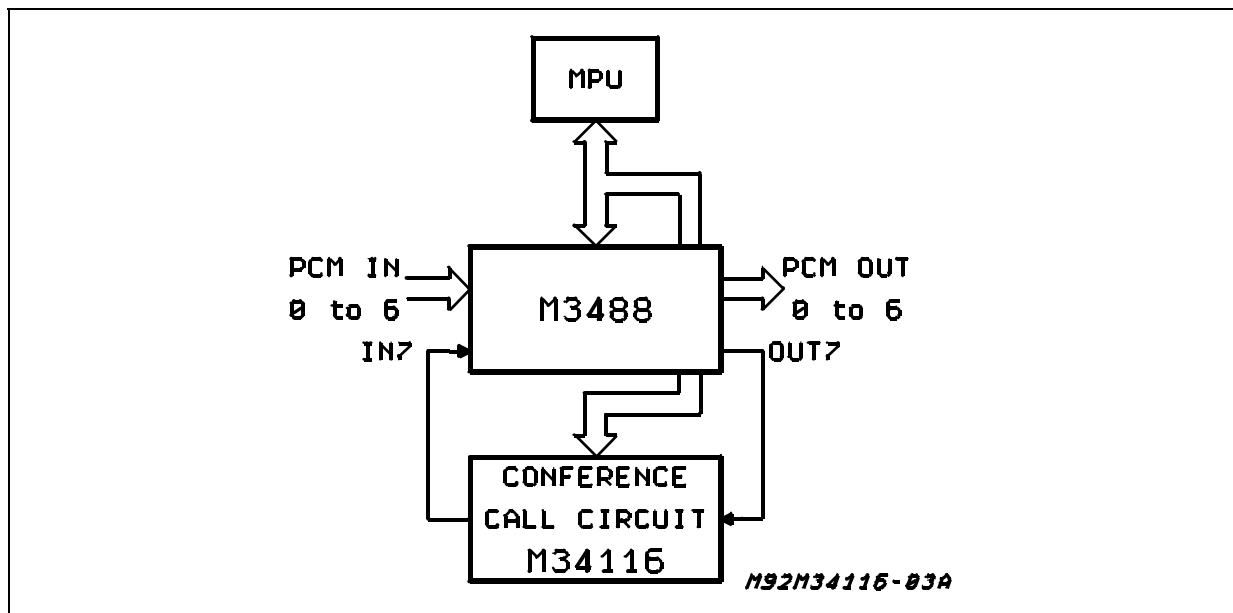 MPU
PCM IN
0 to 6
IN7
M3488
PCM OUT
0 to 6
OUT7
CONFERENCE
CALL CIRCUIT
M34116
M92M34116-03A